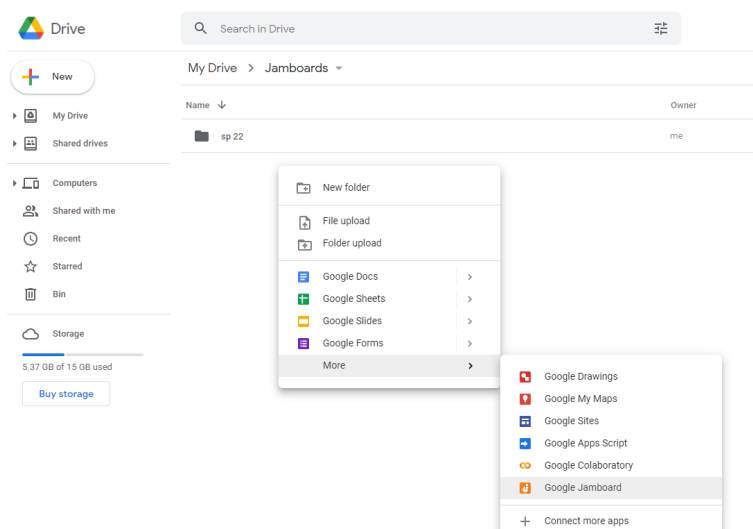 Drive
Search in Drive
New
My Drive > Jamboards
Name
Owner
sp 22
me
My Drive
Shared drives
Computers
Shared with me
Recent
Starred
Bin
Storage
5.37 GB of 15 GB used
Buy storage
New folder
File upload
Folder upload
Google Docs
Google Sheets
Google Slides
Google Forms
More
Google Drawings
Google My Maps
Google Sites
Google Apps Script
Google Colaboratory
Google Jamboard
Connect more apps